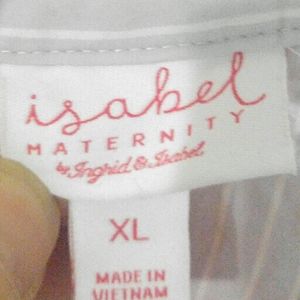 isabel
MATERNITY
by Ingrid & Isabel
XL
MADE IN
VIETNAM